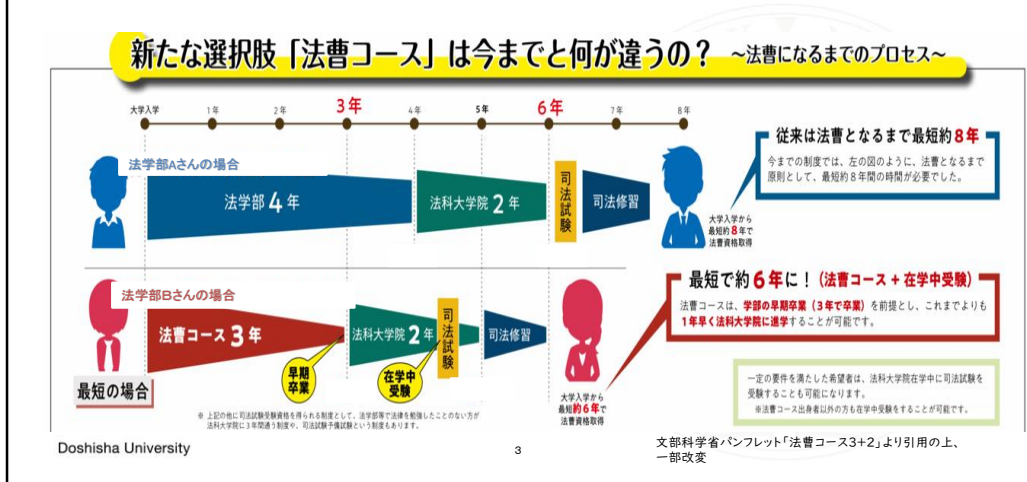 新たな選択肢「法曹コース」は今までと何が違うの？ ～法曹になるまでのプロセス～
大学入学 1年 2年 3年 4年 5年 6年 7年 8年
法学部Aさんの場合
法学部 4 年
法科大学院 2 年
司法試験
司法修習
大学入学から
最短約8年で
法曹資格取得
従来は法曹となるまで最短約8年
今までの制度では、左の図のように、法曹となるまで
原則として、最短約８年間の時間が必要でした。
法学部Bさんの場合
法曹コース 3 年
早期
卒業
法科大学院 2 年
在学中
受験
司法試験
司法修習
最短の場合
大学入学から
最短約6年で
法曹資格取得
最短で約6年に！（法曹コース + 在学中受験）
法曹コースは、学部の早期卒業（３年で卒業）を前提とし、これまでよりも
１年早く法科大学院に進学することが可能です。
一定の要件を満たした希望者は、法科大学院在学中に司法試験を
受験することも可能になります。
※法曹コース出身者以外の方も在学中受験をすることが可能です。
※ 上記の他に司法試験受験資格を得られる制度として、法学部等で法律を勉強したことのない方が
法科大学院に３年間通う制度や、司法試験予備試験という制度もあります。
Doshisha University
3
文部科学省パンフレット「法曹コース3+2」より引用の上、
一部改変